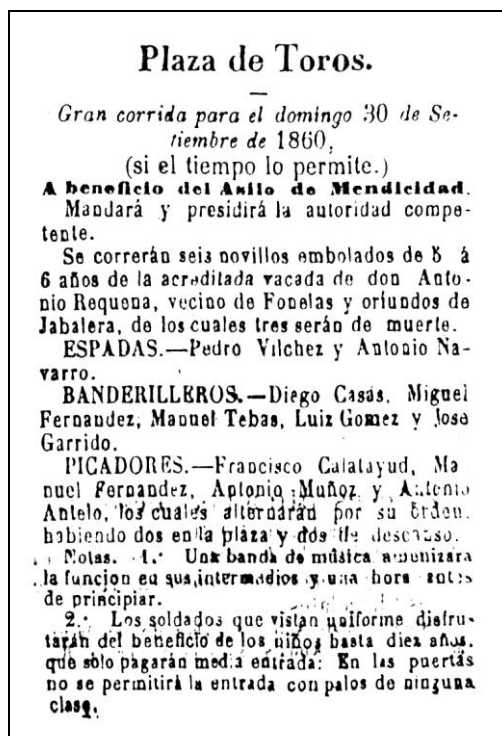 Plaza de Toros.
Gran corrida para el domingo 30 de Se-
tiembre de 1860,
(si el tiempo lo permite.)
A beneficio del Asilo de Mendicidad.
Mandará y presidirá la autoridad compe-
tente.
Se correrán seis novillos embolados de 5 á
6 años de la acreditada vacada de don Anto-
nio Requena, vecino de Fonelas y oriundos de
Jabalera, de los cuales tres serán de muerte.
ESPADAS.—Pedro Vilchez y Antonio Na-
varro.
BANDERILLEROS.—Diego Casas, Miguel
Fernandez, Manuel Tebas, Luiz Gomez y José
Garrido.
PICADORES.—Francisco Calatayud, Ma
nuel Fernandez, Antonio Muñoz y Antonio
Antelo, los cuales alternarán por su órden,
habiendo dos en la plaza y dos de descanso.
Notas. 1.ª Una banda de música amenizara
la funcion en sus intermedios y una hora antes
de principiar.
2.ª Los soldados que vistan uniforme disfru-
tarán del beneficio de los niños hasta diez años,
que sólo pagarán media entrada: En las puertas
no se permitirá la entrada con palos de ninguna
clase.